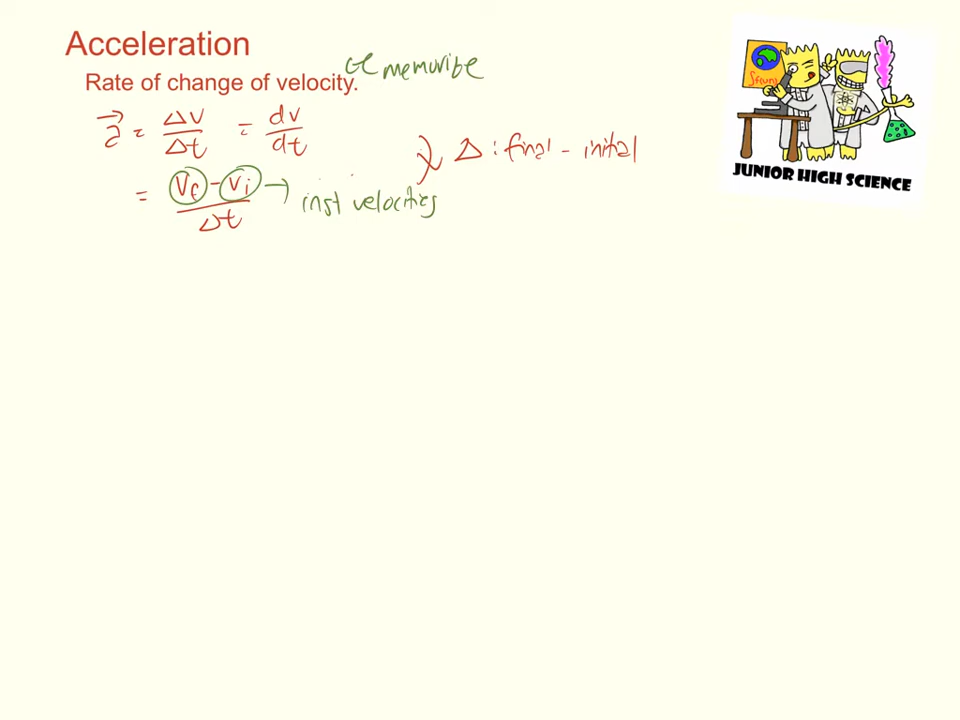 Acceleration
Rate of change of velocity. memorize
a⃗ = Δv/Δt = dv/dt
Δ : final - initial
= (Vf - Vi)/Δt → inst velocities
Sfeunj
JUNIOR HIGH SCIENCE